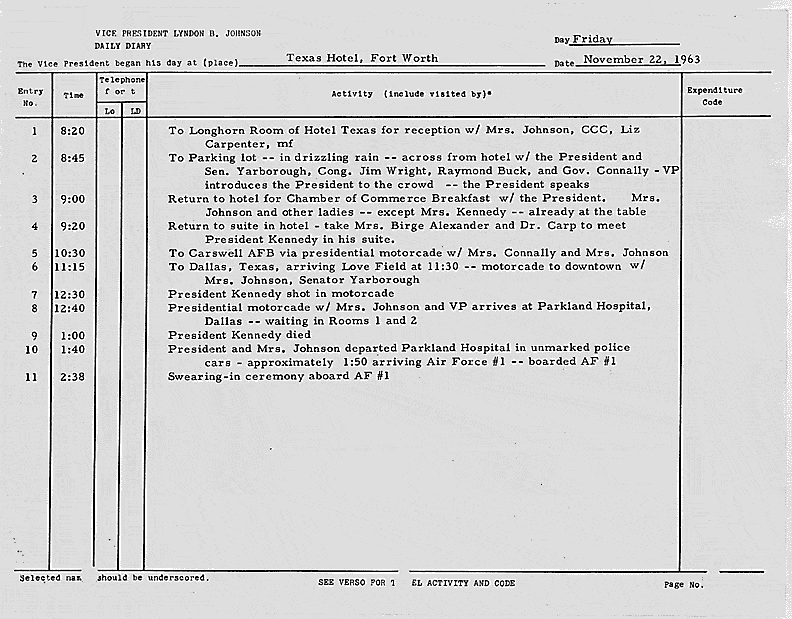 VICE PRESIDENT LYNDON B. JOHNSON
DAILY DIARY
Day Friday
The Vice President began his day at (place) Texas Hotel, Fort Worth
Date November 22, 1963
Entry No. Time Telephone f or t Lo LD Activity (include visited by)* Expenditure Code
1 8:20 To Longhorn Room of Hotel Texas for reception w/ Mrs. Johnson, CCC, Liz
Carpenter, mf
2 8:45 To Parking lot -- in drizzling rain -- across from hotel w/ the President and
Sen. Yarborough, Cong. Jim Wright, Raymond Buck, and Gov. Connally - VP
introduces the President to the crowd -- the President speaks
3 9:00 Return to hotel for Chamber of Commerce Breakfast w/ the President. Mrs.
Johnson and other ladies -- except Mrs. Kennedy -- already at the table
4 9:20 Return to suite in hotel - take Mrs. Birge Alexander and Dr. Carp to meet
President Kennedy in his suite.
5 10:30 To Carswell AFB via presidential motorcade w/ Mrs. Connally and Mrs. Johnson
6 11:15 To Dallas, Texas, arriving Love Field at 11:30 -- motorcade to downtown w/
Mrs. Johnson, Senator Yarborough
7 12:30 President Kennedy shot in motorcade
8 12:40 Presidential motorcade w/ Mrs. Johnson and VP arrives at Parkland Hospital,
Dallas -- waiting in Rooms 1 and 2
9 1:00 President Kennedy died
10 1:40 President and Mrs. Johnson departed Parkland Hospital in unmarked police
cars - approximately 1:50 arriving Air Force #1 -- boarded AF #1
11 2:38 Swearing-in ceremony aboard AF #1
Selected nam should be underscored.
SEE VERSO FOR T EL ACTIVITY AND CODE
Page No.